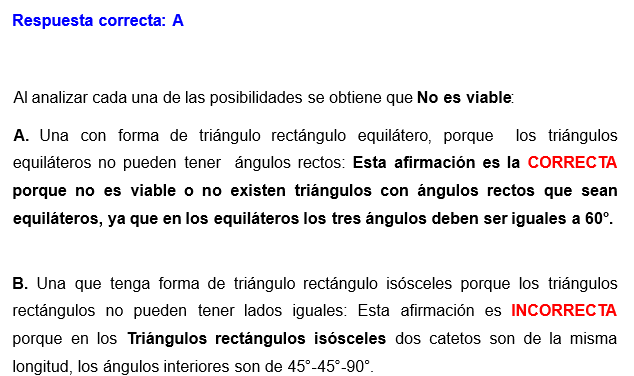 Respuesta correcta: A
Al analizar cada una de las posibilidades se obtiene que No es viable:
A. Una con forma de triángulo rectángulo equilátero, porque los triángulos
equiláteros no pueden tener ángulos rectos: Esta afirmación es la CORRECTA
porque no es viable o no existen triángulos con ángulos rectos que sean
equiláteros, ya que en los equiláteros los tres ángulos deben ser iguales a 60°.
B. Una que tenga forma de triángulo rectángulo isósceles porque los triángulos
rectángulos no pueden tener lados iguales: Esta afirmación es INCORRECTA
porque en los Triángulos rectángulos isósceles dos catetos son de la misma
longitud, los ángulos interiores son de 45°-45°-90°.